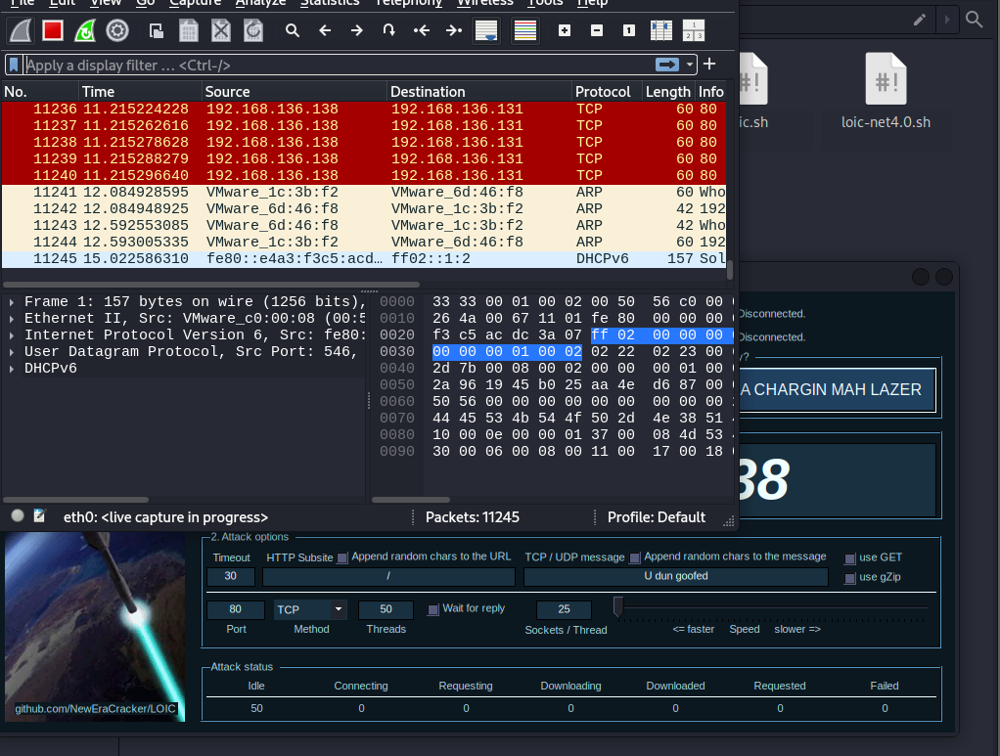 File Edit View Go Capture Analyze Statistics Telephony Wireless Tools Help
Apply a display filter … <Ctrl-/>
No. Time Source Destination Protocol Length Info
11236 11.215224228 192.168.136.138 192.168.136.131 TCP 60 80
11237 11.215262616 192.168.136.138 192.168.136.131 TCP 60 80
11238 11.215278628 192.168.136.138 192.168.136.131 TCP 60 80
11239 11.215288279 192.168.136.138 192.168.136.131 TCP 60 80
11240 11.215296640 192.168.136.138 192.168.136.131 TCP 60 80
11241 12.084928595 VMware_1c:3b:f2 VMware_6d:46:f8 ARP 60 Who
11242 12.084948925 VMware_6d:46:f8 VMware_1c:3b:f2 ARP 42 192
11243 12.592553085 VMware_6d:46:f8 VMware_1c:3b:f2 ARP 42 Who
11244 12.593005335 VMware_1c:3b:f2 VMware_6d:46:f8 ARP 60 192
11245 15.022586310 fe80::e4a3:f3c5:acd… ff02::1:2 DHCPv6 157 Sol
Frame 1: 157 bytes on wire (1256 bits),
Ethernet II, Src: VMware_c0:00:08 (00:5
Internet Protocol Version 6, Src: fe80:
User Datagram Protocol, Src Port: 546,
DHCPv6
0000 33 33 00 01 00 02 00 50 56 c0 00
0010 26 4a 00 67 11 01 fe 80 00 00 00
0020 f3 c5 ac dc 3a 07 ff 02 00 00 00
0030 00 00 00 01 00 02 02 22 02 23 00
0040 2d 7b 00 08 00 02 00 00 00 01 00
0050 2a 96 19 45 b0 25 aa 4e d6 87 00
0060 50 56 00 00 00 00 00 00 00 00 00
0070 44 45 53 4b 54 4f 50 2d 4e 38 51
0080 10 00 0e 00 00 01 37 00 08 4d 53
0090 30 00 06 00 08 00 11 00 17 00 18
eth0: <live capture in progress>
Packets: 11245
Profile: Default
#!
ic.sh
#!
loic-net4.0.sh
Disconnected.
Disconnected.
y?
A CHARGIN MAH LAZER
38
github.com/NewEraCracker/LOIC
2. Attack options
Timeout HTTP Subsite Append random chars to the URL TCP / UDP message Append random chars to the message use GET
30 / U dun goofed use gZip
80 TCP 50 Wait for reply 25
Port Method Threads Sockets / Thread <= faster Speed slower =>
Attack status
Idle Connecting Requesting Downloading Downloaded Requested Failed
50 0 0 0 0 0 0